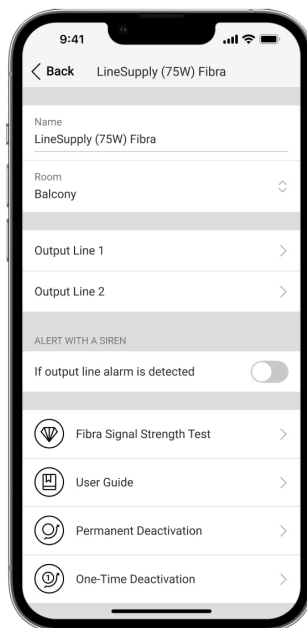 9:41
Back LineSupply (75W) Fibra
Name
LineSupply (75W) Fibra
Room
Balcony
Output Line 1
Output Line 2
ALERT WITH A SIREN
If output line alarm is detected
Fibra Signal Strength Test
User Guide
Permanent Deactivation
1
One-Time Deactivation